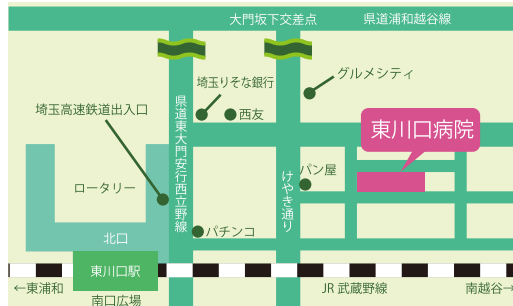 大門坂下交差点
県道浦和越谷線
グルメシティ
埼玉りそな銀行
西友
埼玉高速鉄道出入口
県道東大門安行西立野線
東川口病院
パン屋
けやき通り
ロータリー
パチンコ
北口
東川口駅
←東浦和
南口広場
JR 武蔵野線
南越谷→